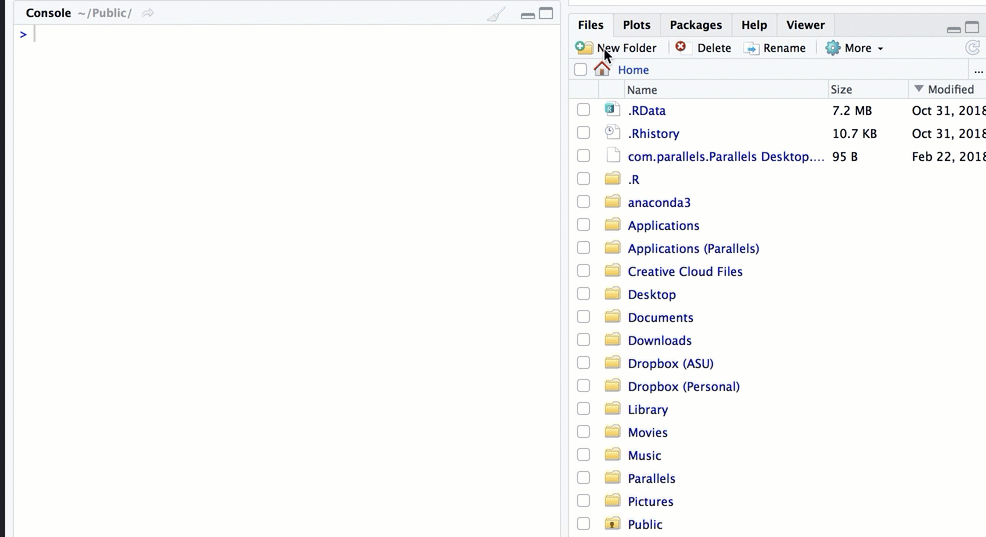 Console ~/Public/
>
Files Plots Packages Help Viewer
New Folder Delete Rename More
Home ...
Name Size Modified
.RData 7.2 MB Oct 31, 2018
.Rhistory 10.7 KB Oct 31, 2018
com.parallels.Parallels Desktop.... 95 B Feb 22, 2018
.R
anaconda3
Applications
Applications (Parallels)
Creative Cloud Files
Desktop
Documents
Downloads
Dropbox (ASU)
Dropbox (Personal)
Library
Movies
Music
Parallels
Pictures
Public